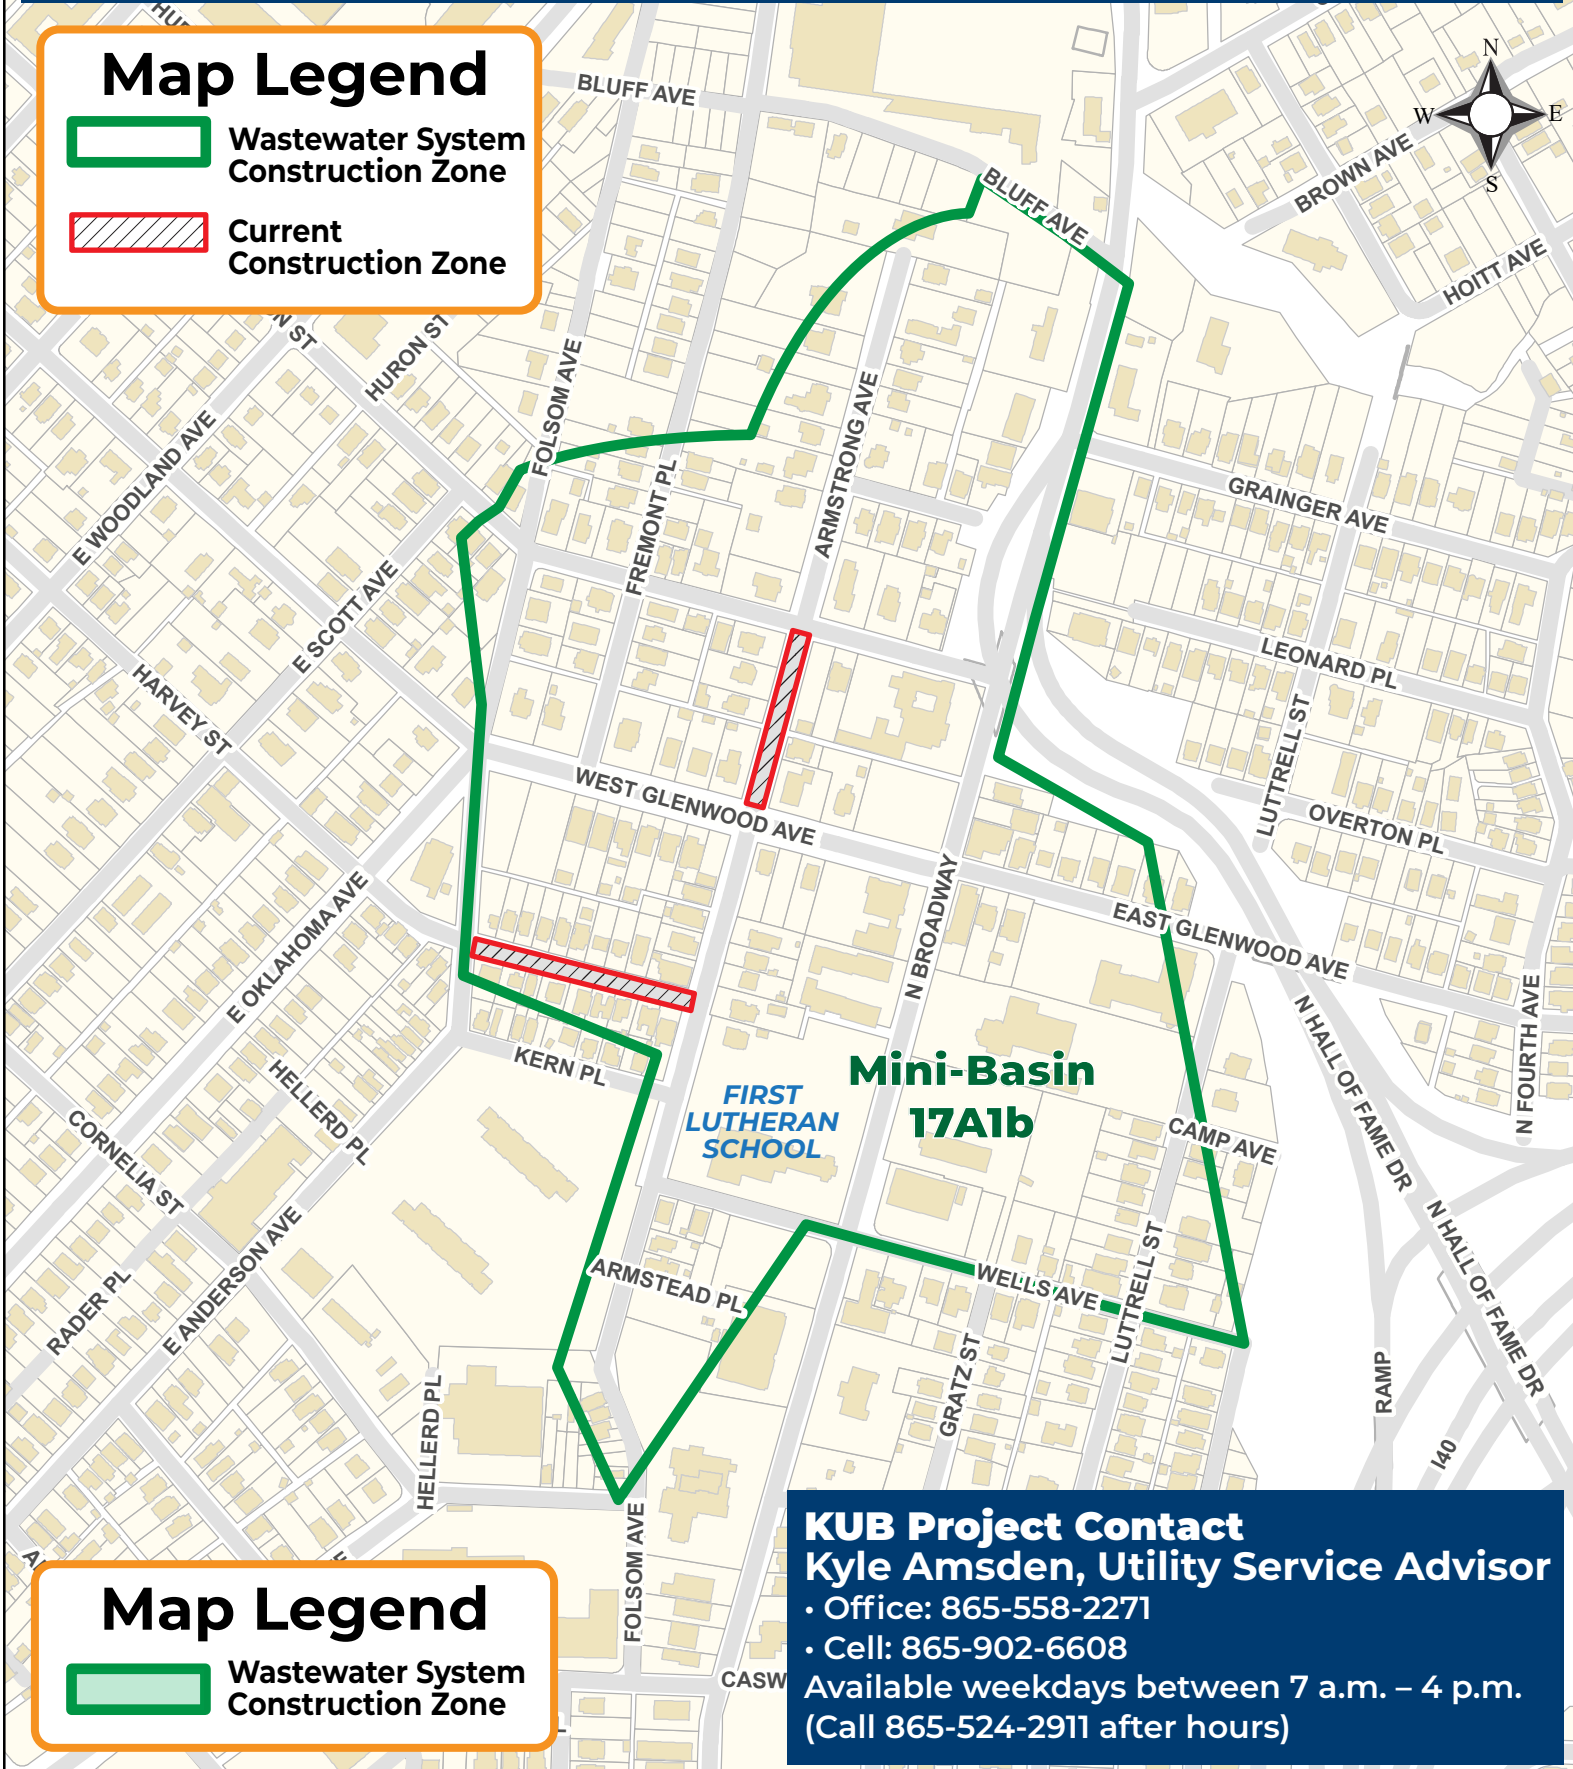 Map Legend
Wastewater System
Construction Zone
Current
Construction Zone
N
W
E
S
BLUFF AVE
BLUFF AVE
BROWN AVE
HOITT AVE
HURON ST
FOLSOM AVE
E WOODLAND AVE
ARMSTRONG AVE
FREMONT PL
GRAINGER AVE
E SCOTT AVE
HARVEY ST
LEONARD PL
LUTTRELL ST
WEST GLENWOOD AVE
OVERTON PL
E OKLAHOMA AVE
N BROADWAY
EAST GLENWOOD AVE
N FOURTH AVE
N HALL OF FAME DR
KERN PL
HELLERD PL
Mini-Basin
17A1b
FIRST
LUTHERAN
SCHOOL
CORNELIA ST
CAMP AVE
N HALL OF FAME DR
RADER PL
E ANDERSON AVE
ARMSTEAD PL
WELLS AVE
LUTTRELL ST
GRATZ ST
RAMP
I40
HELLERD PL
FOLSOM AVE
CASW
KUB Project Contact
Kyle Amsden, Utility Service Advisor
• Office: 865-558-2271
• Cell: 865-902-6608
Available weekdays between 7 a.m. – 4 p.m.
(Call 865-524-2911 after hours)
Map Legend
Wastewater System
Construction Zone